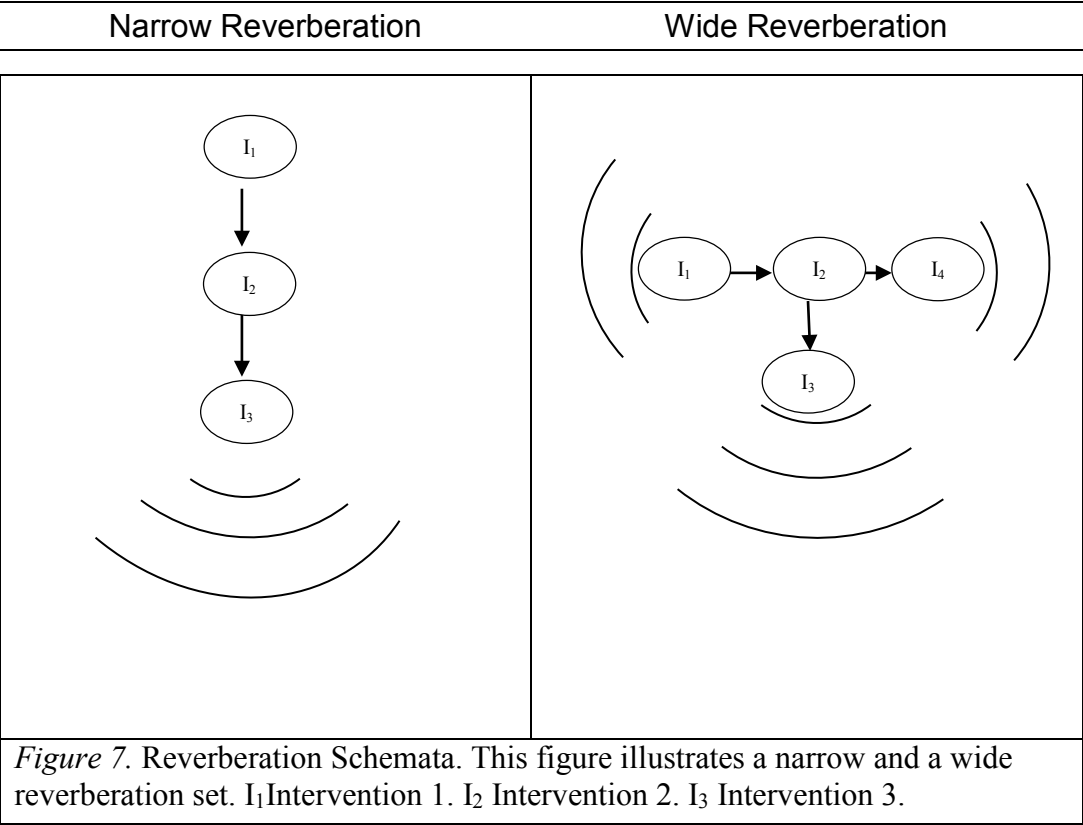 Narrow Reverberation Wide Reverberation
I₁
I₂
I₃
I₁ I₂ I₄
I₃
Figure 7. Reverberation Schemata. This figure illustrates a narrow and a wide
reverberation set. I₁Intervention 1. I₂ Intervention 2. I₃ Intervention 3.